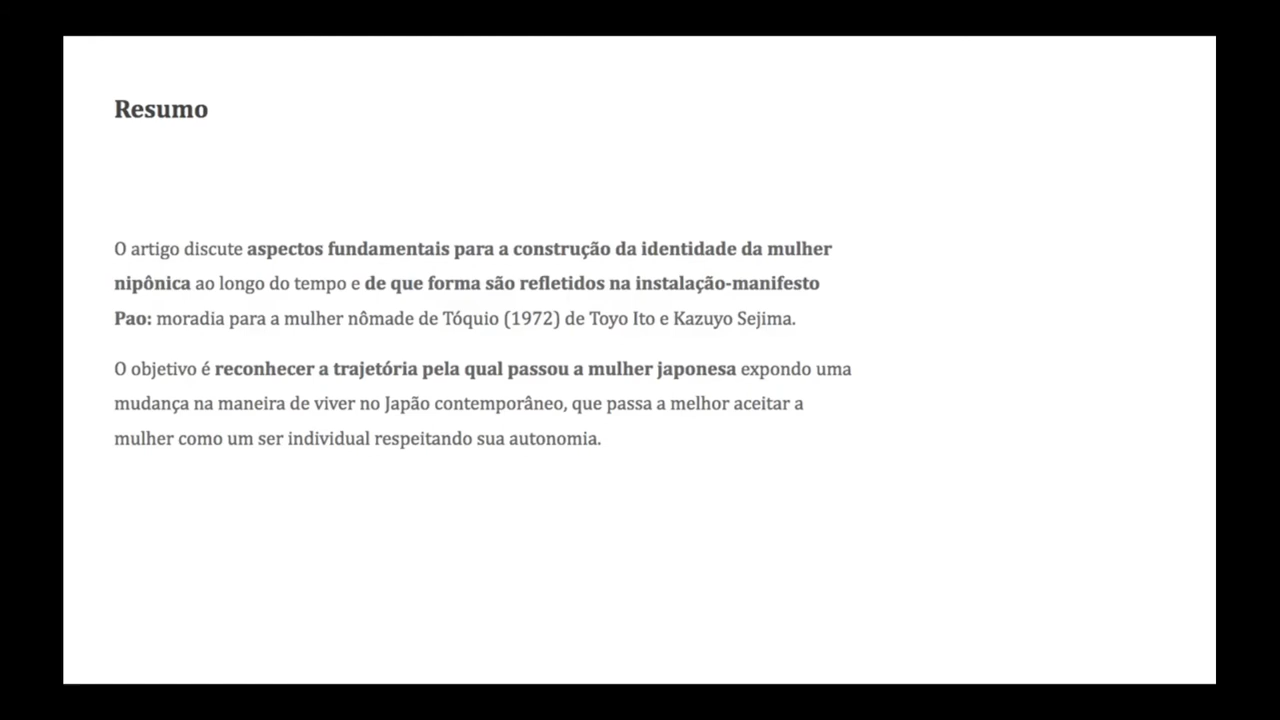 Resumo
O artigo discute aspectos fundamentais para a construção da identidade da mulher
nipônica ao longo do tempo e de que forma são refletidos na instalação-manifesto
Pao: moradia para a mulher nômade de Tóquio (1972) de Toyo Ito e Kazuyo Sejima.
O objetivo é reconhecer a trajetória pela qual passou a mulher japonesa expondo uma
mudança na maneira de viver no Japão contemporâneo, que passa a melhor aceitar a
mulher como um ser individual respeitando sua autonomia.